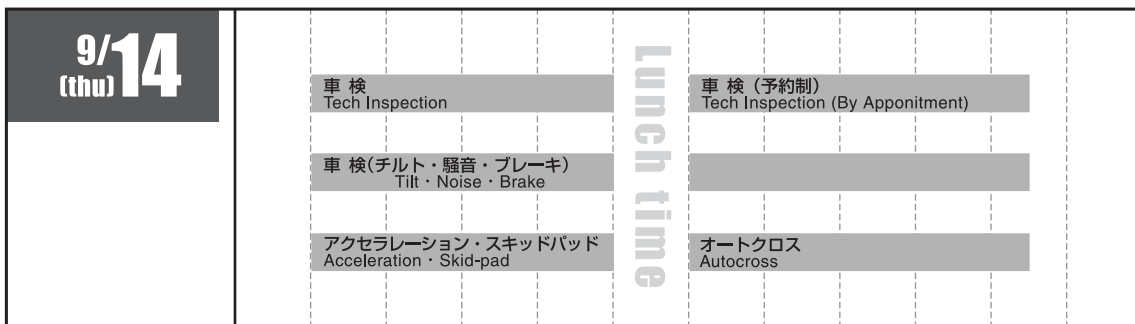 9/14
(thu)
車 検
Tech Inspection
車 検（予約制）
Tech Inspection (By Apponitment)
車 検(チルト・騒音・ブレーキ)
Tilt・Noise・Brake
アクセラレーション・スキッドパッド
Acceleration・Skid-pad
オートクロス
Autocross
Lunch time